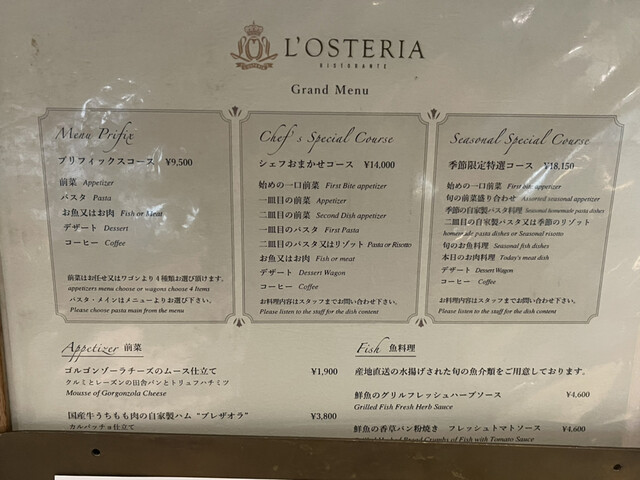 L'OSTERIA
RISTORANTE
Grand Menu
Menu Prifix
プリフィックスコース ¥9,500
前菜 Appetizer
パスタ Pasta
お魚又はお肉 Fish or Meat
デザート Dessert
コーヒー Coffee
前菜はお任せ又はワゴンより4種類お選び頂けます。
appetizers menu choose or wagons choose 4 Items
パスタ・メインはメニューよりお選び下さい。
Please choose pasta main from the menu
Chef's Special Course
シェフおまかせコース ¥14,000
始めの一口前菜 First Bite appetizer
一皿目の前菜 Appetizer
二皿目の前菜 Second Dish appetizer
一皿目のパスタ First Pasta
二皿目のパスタ又はリゾット Pasta or Risotto
お魚又はお肉 Fish or meat
デザート Dessert Wagon
コーヒー Coffee
お料理内容はスタッフまでお問い合わせ下さい。
Please listen to the staff for the dish content
Seasonal Special Course
季節限定特選コース ¥18,150
始めの一口前菜 First bite appetizer
旬の前菜盛り合わせ Assorted seasonal appetizer
季節の自家製パスタ料理 Seasonal homemade pasta dishes
二皿目の自家製パスタ又は季節のリゾット
homemade pasta dishes or Seasonal risotto
旬のお魚料理 Seasonal fish dishes
本日のお肉料理 Today's meat dish
デザート Dessert Wagon
コーヒー Coffee
お料理内容はスタッフまでお問い合わせ下さい。
Please listen to the staff for the dish content
Appetizer 前菜
ゴルゴンゾーラチーズのムース仕立て ¥1,900
クルミとレーズンの田舎パンとトリュフハチミツ
Mousse of Gorgonzola Cheese
国産牛うちもも肉の自家製ハム “ブレザオラ” ¥3,800
カルパッチョ仕立て
Fish 魚料理
産地直送の水揚げされた旬の魚介類をご用意しております。
鮮魚のグリルフレッシュハーブソース ¥4,600
Grilled Fish Fresh Herb Sauce
鮮魚の香草パン粉焼き フレッシュトマトソース ¥4,600
Grilled Herbed Bread Crumbs of Fish with Tomato Sauce